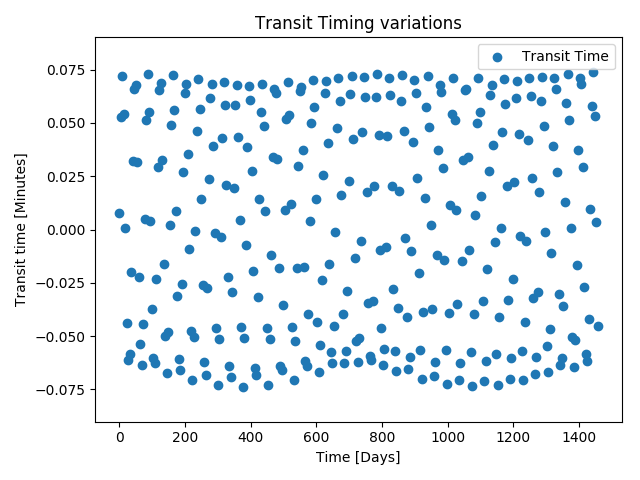 Transit Timing variations
Transit Time
0.075
0.050
0.025
0.000
−0.025
−0.050
−0.075
Transit time [Minutes]
0 200 400 600 800 1000 1200 1400
Time [Days]